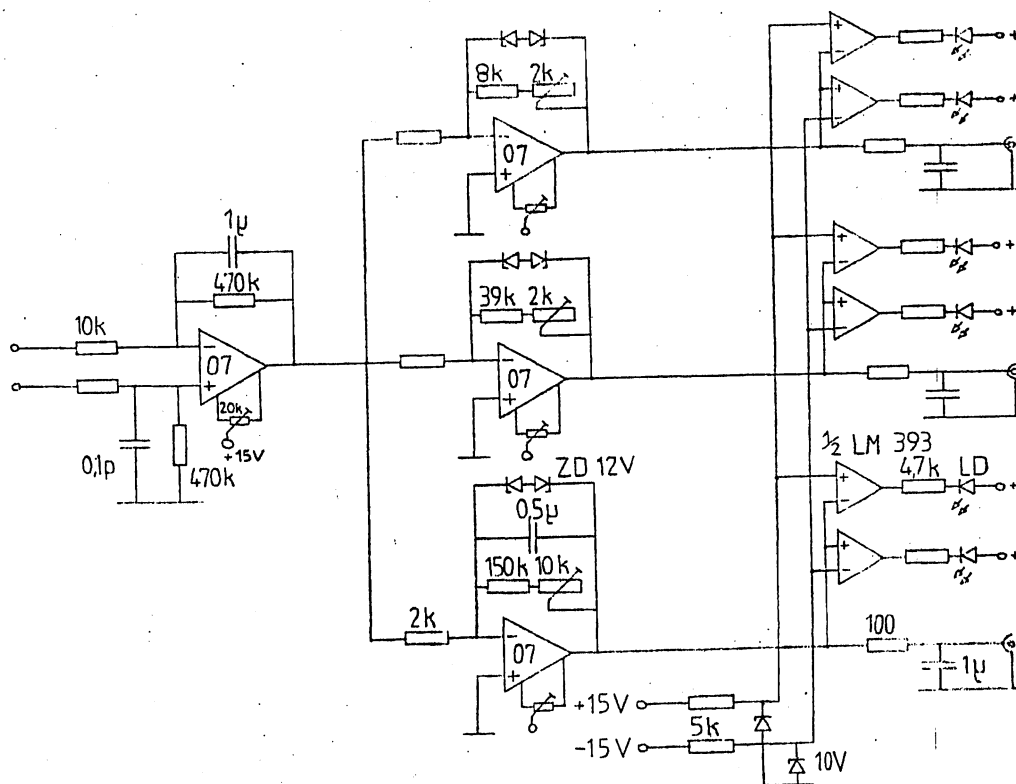 +
8k 2k
-
07
+
+
-
+
+
-
+
1µ
470k
10k
-
07
+
20k
+15V
0,1p
470k
39k 2k
-
07
+
+
-
+
+
-
+
ZD 12V
0,5µ
150k 10k
2k
-
07
+
½ LM 393
4,7k LD
+
-
+
+
-
+
100
1µ
+15V
5k
-15V
10V